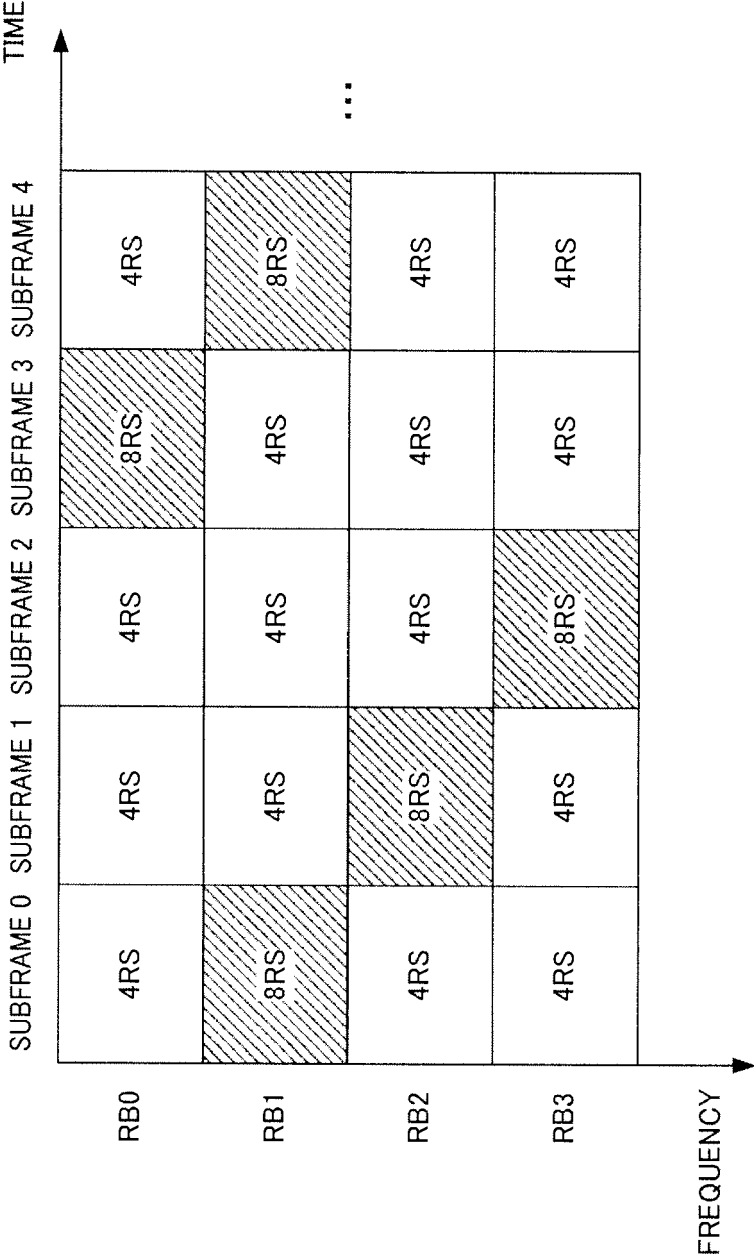 TIME
SUBFRAME 0 SUBFRAME 1 SUBFRAME 2 SUBFRAME 3 SUBFRAME 4
RB0 4RS 4RS 4RS 8RS 4RS
RB1 8RS 4RS 4RS 4RS 8RS
...
RB2 4RS 8RS 4RS 4RS 4RS
RB3 4RS 4RS 8RS 4RS 4RS
FREQUENCY